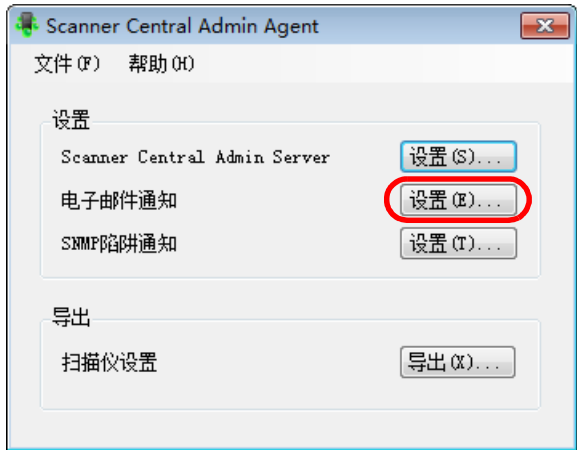 Scanner Central Admin Agent
文件(F) 帮助(H)
设置
Scanner Central Admin Server 设置(S)...
电子邮件通知 设置(E)...
SNMP陷阱通知 设置(T)...
导出
扫描仪设置 导出(X)...